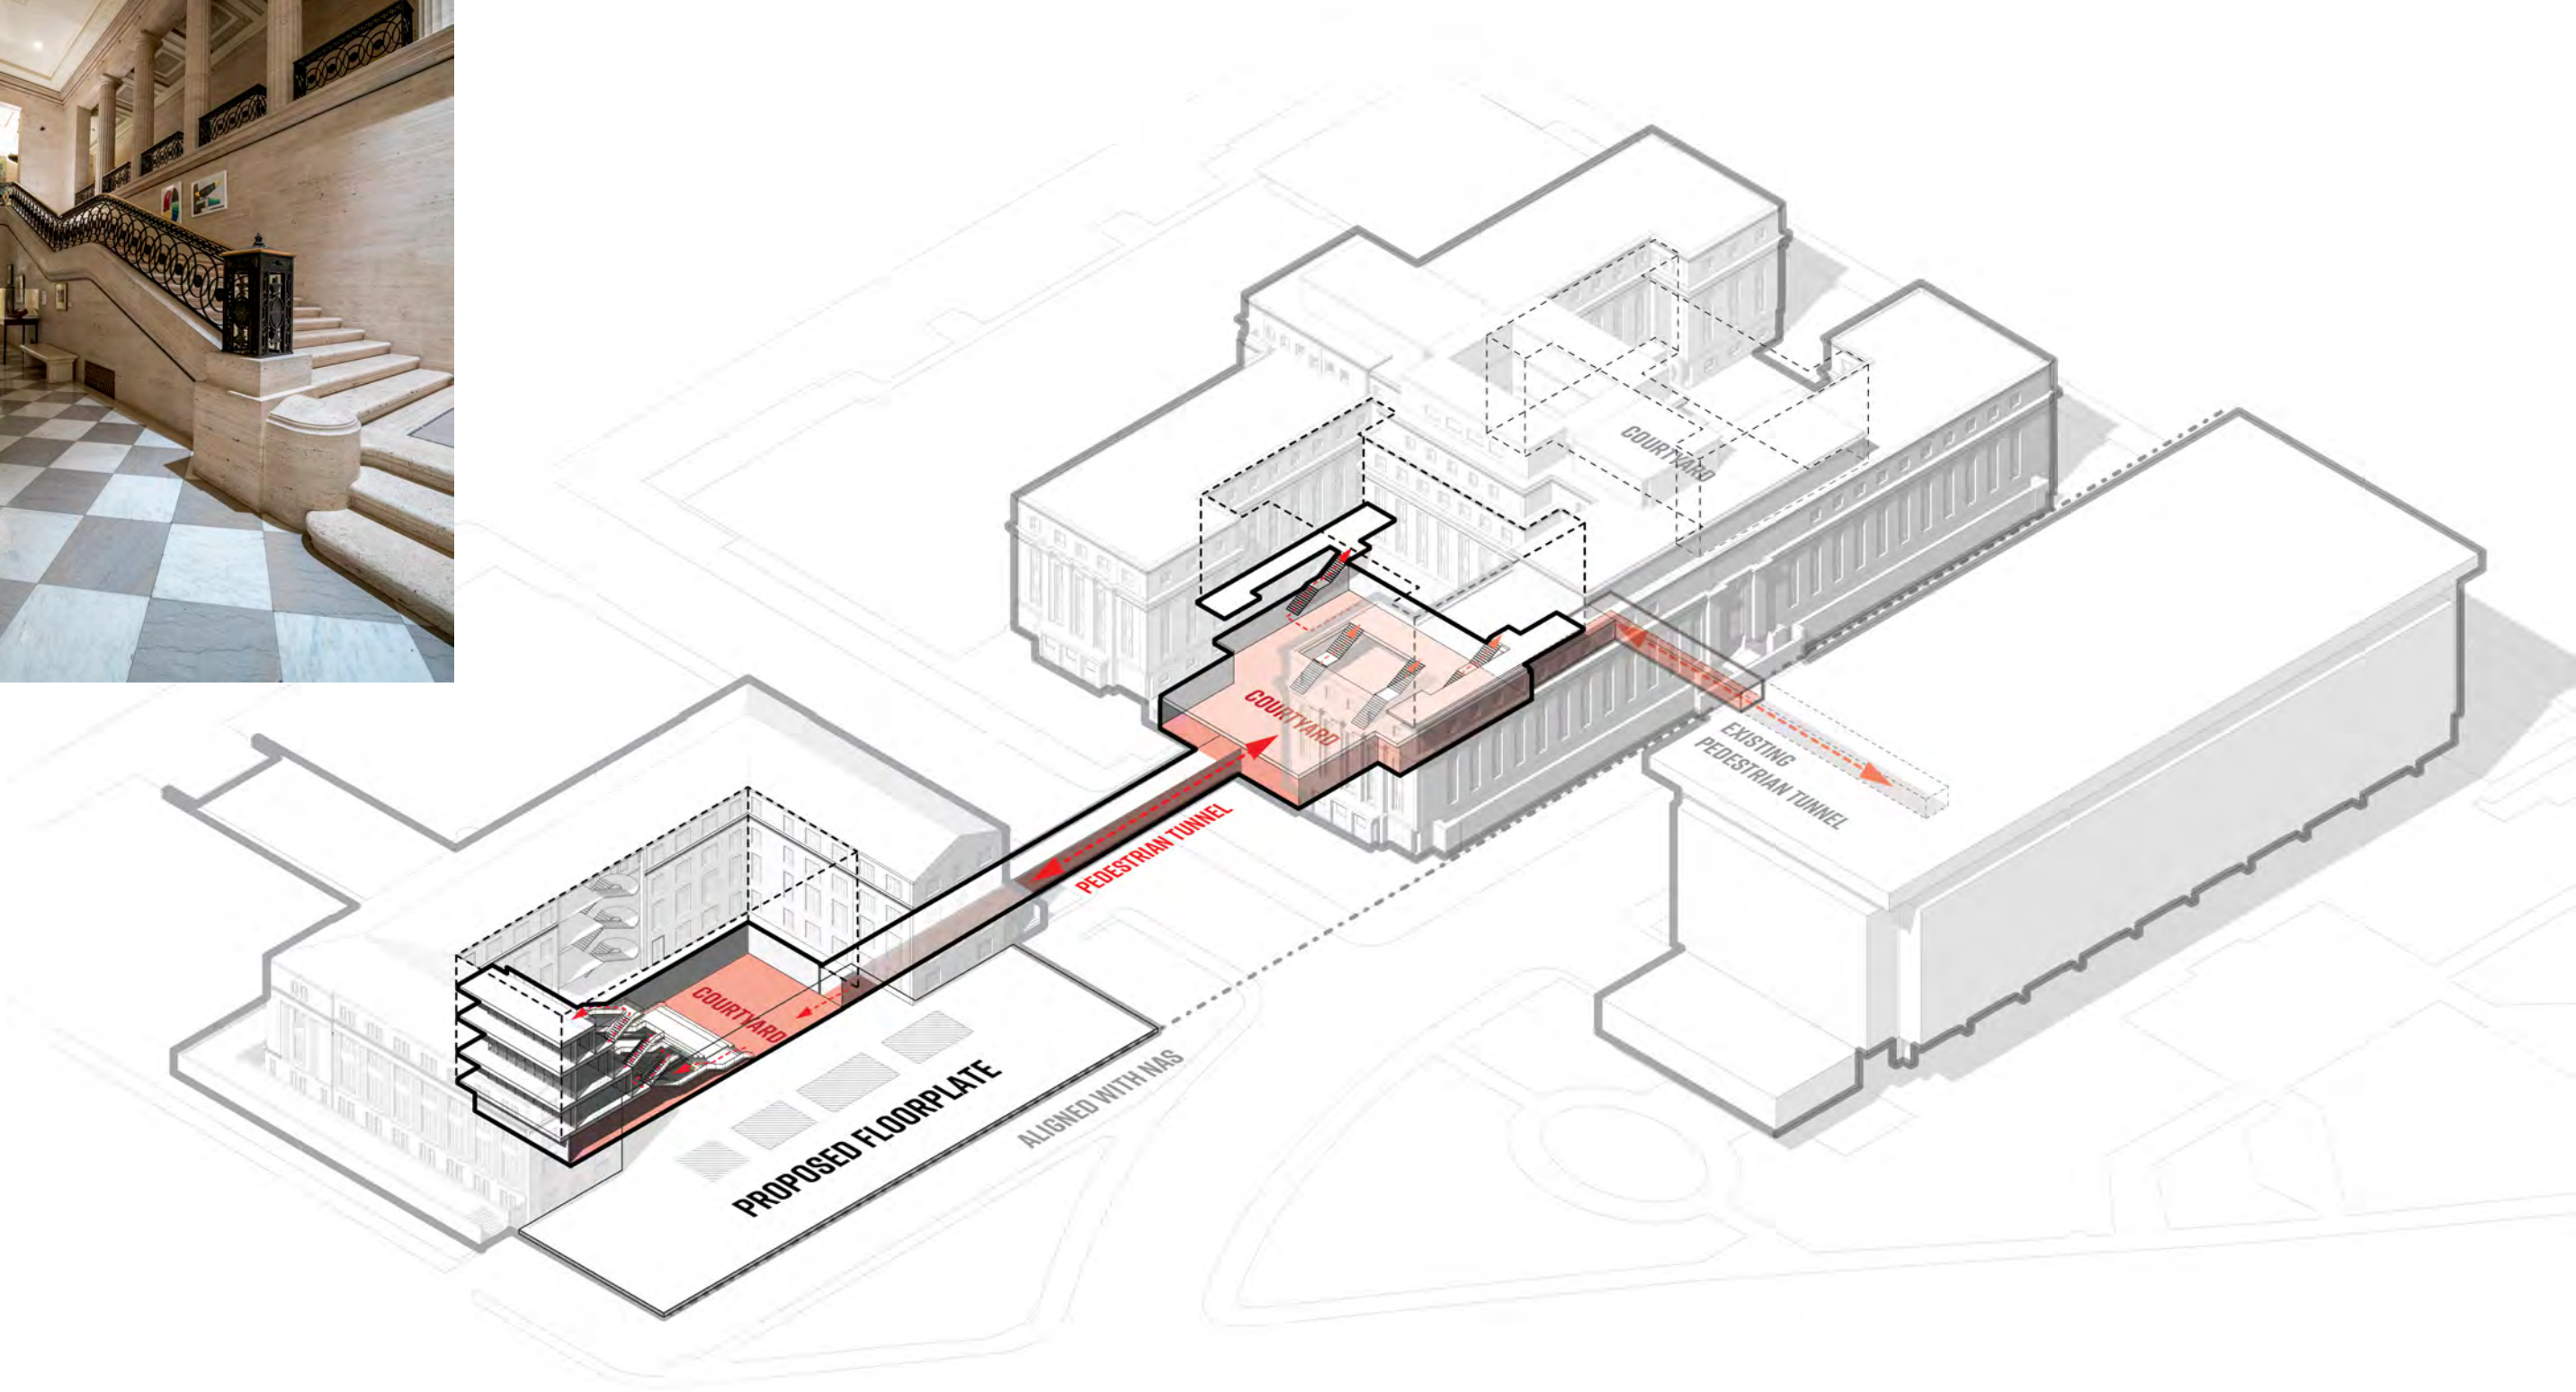 COURTYARD
COURTYARD
EXISTING
PEDESTRIAN TUNNEL
PEDESTRIAN TUNNEL
COURTYARD
PROPOSED FLOORPLATE
ALIGNED WITH NAS